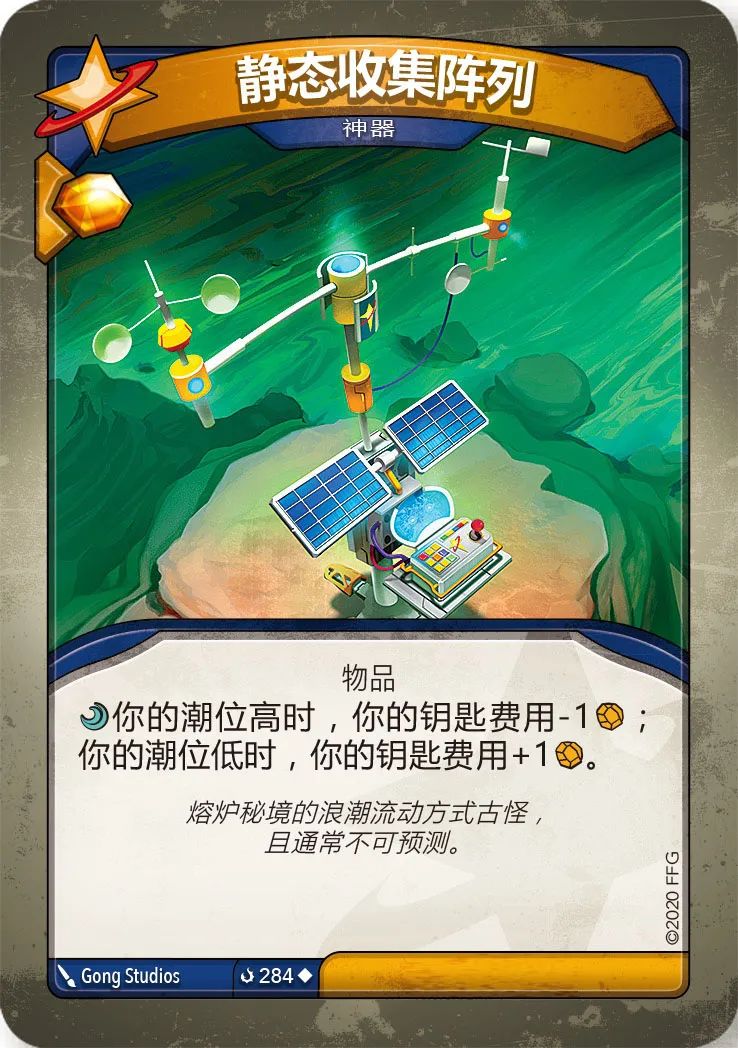 静态收集阵列
神器
物品
你的潮位高时，你的钥匙费用-1；
你的潮位低时，你的钥匙费用+1。
熔炉秘境的浪潮流动方式古怪，
且通常不可预测。
©2020 FFG
Gong Studios
284